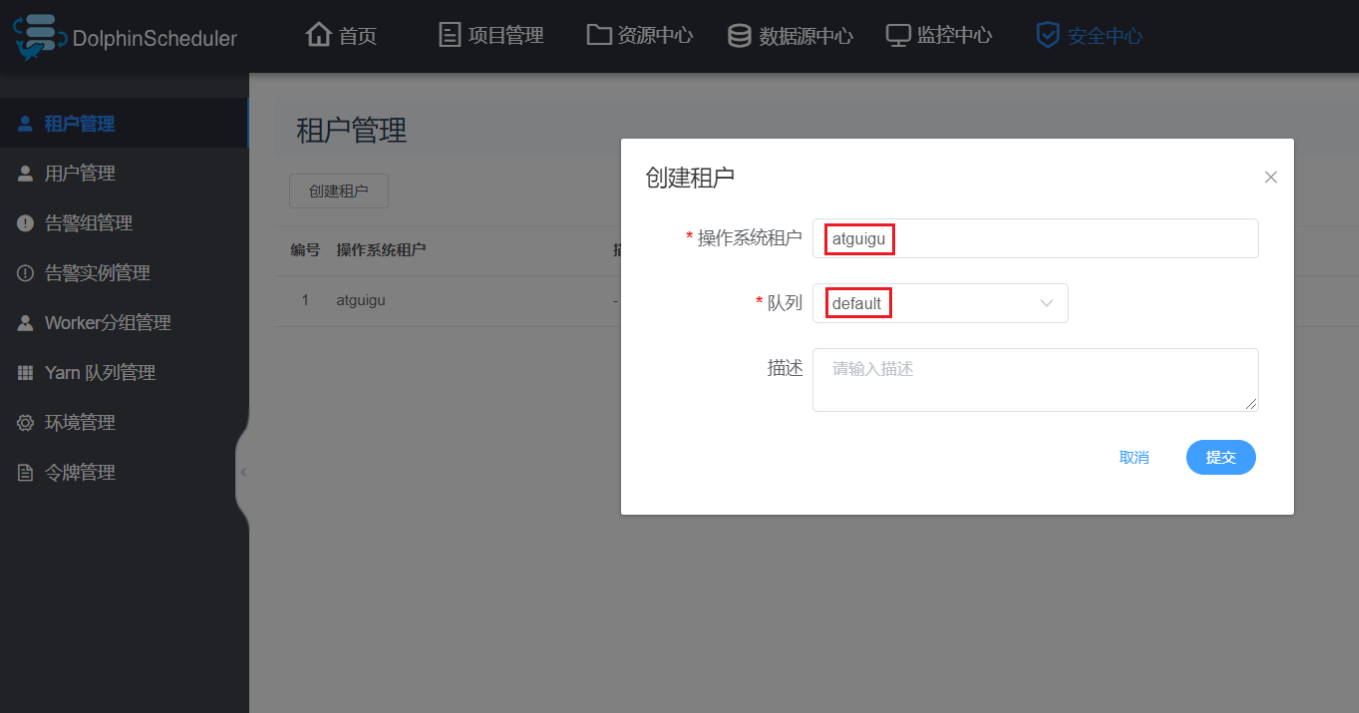 DolphinScheduler 首页 项目管理 资源中心 数据源中心 监控中心 安全中心
租户管理
用户管理
告警组管理
告警实例管理
Worker分组管理
Yarn 队列管理
环境管理
令牌管理
租户管理
创建租户
编号 操作系统租户
1 atguigu -
创建租户
* 操作系统租户 atguigu
* 队列 default
描述 请输入描述
取消 提交